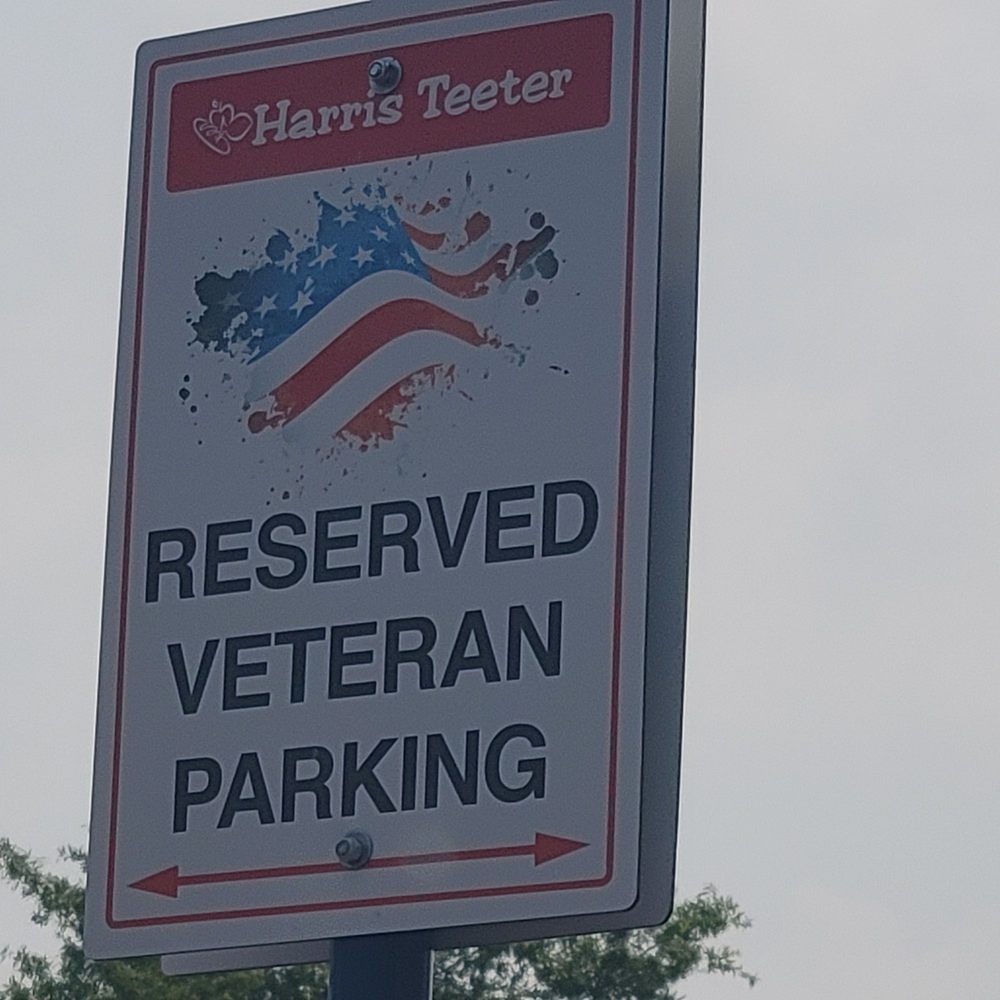 Harris Teeter
RESERVED
VETERAN
PARKING